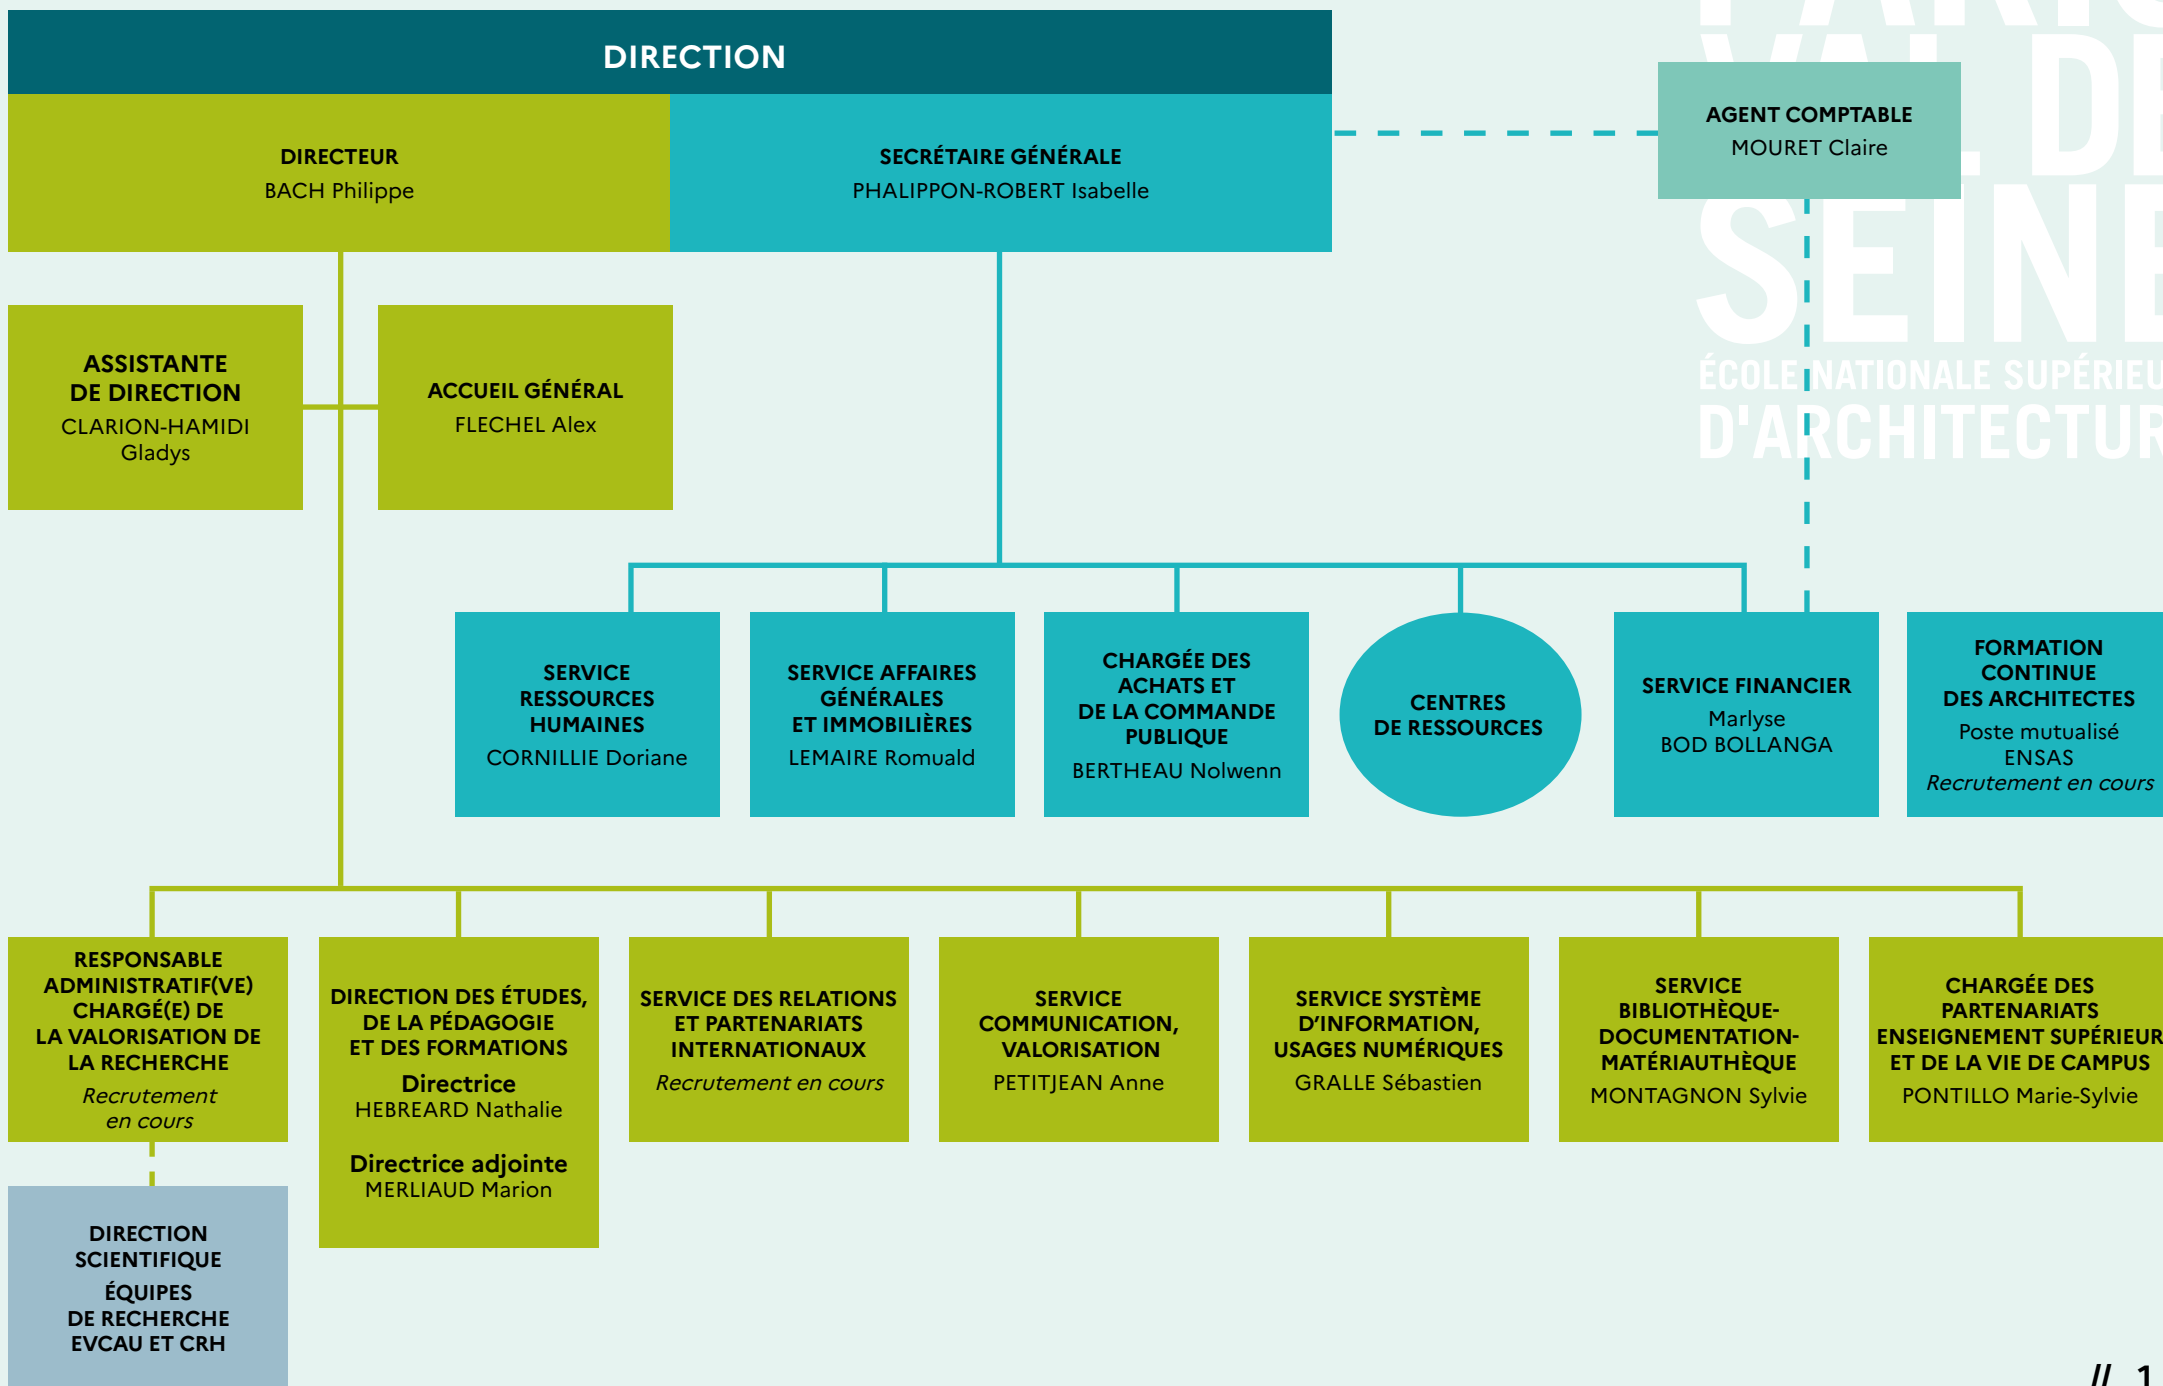 PARIS
VAL DE
SEINE
ÉCOLE NATIONALE SUPÉRIEU
D'ARCHITECTUR
DIRECTION
DIRECTEUR
BACH Philippe
SECRÉTAIRE GÉNÉRALE
PHALIPPON-ROBERT Isabelle
AGENT COMPTABLE
MOURET Claire
ASSISTANTE
DE DIRECTION
CLARION-HAMIDI
Gladys
ACCUEIL GÉNÉRAL
FLECHEL Alex
SERVICE
RESSOURCES
HUMAINES
CORNILLIE Doriane
SERVICE AFFAIRES
GÉNÉRALES
ET IMMOBILIÈRES
LEMAIRE Romuald
CHARGÉE DES
ACHATS ET
DE LA COMMANDE
PUBLIQUE
BERTHEAU Nolwenn
CENTRES
DE RESSOURCES
SERVICE FINANCIER
Marlyse
BOD BOLLANGA
FORMATION
CONTINUE
DES ARCHITECTES
Poste mutualisé
ENSAS
Recrutement en cours
RESPONSABLE
ADMINISTRATIF(VE)
CHARGÉ(E) DE
LA VALORISATION DE
LA RECHERCHE
Recrutement
en cours
DIRECTION DES ÉTUDES,
DE LA PÉDAGOGIE
ET DES FORMATIONS
Directrice
HEBREARD Nathalie
Directrice adjointe
MERLIAUD Marion
SERVICE DES RELATIONS
ET PARTENARIATS
INTERNATIONAUX
Recrutement en cours
SERVICE
COMMUNICATION,
VALORISATION
PETITJEAN Anne
SERVICE SYSTÈME
D'INFORMATION,
USAGES NUMÉRIQUES
GRALLE Sébastien
SERVICE
BIBLIOTHÈQUE-
DOCUMENTATION-
MATÉRIAUTHÈQUE
MONTAGNON Sylvie
CHARGÉE DES
PARTENARIATS
ENSEIGNEMENT SUPÉRIEUR
ET DE LA VIE DE CAMPUS
PONTILLO Marie-Sylvie
DIRECTION
SCIENTIFIQUE
ÉQUIPES
DE RECHERCHE
EVCAU ET CRH
// 1